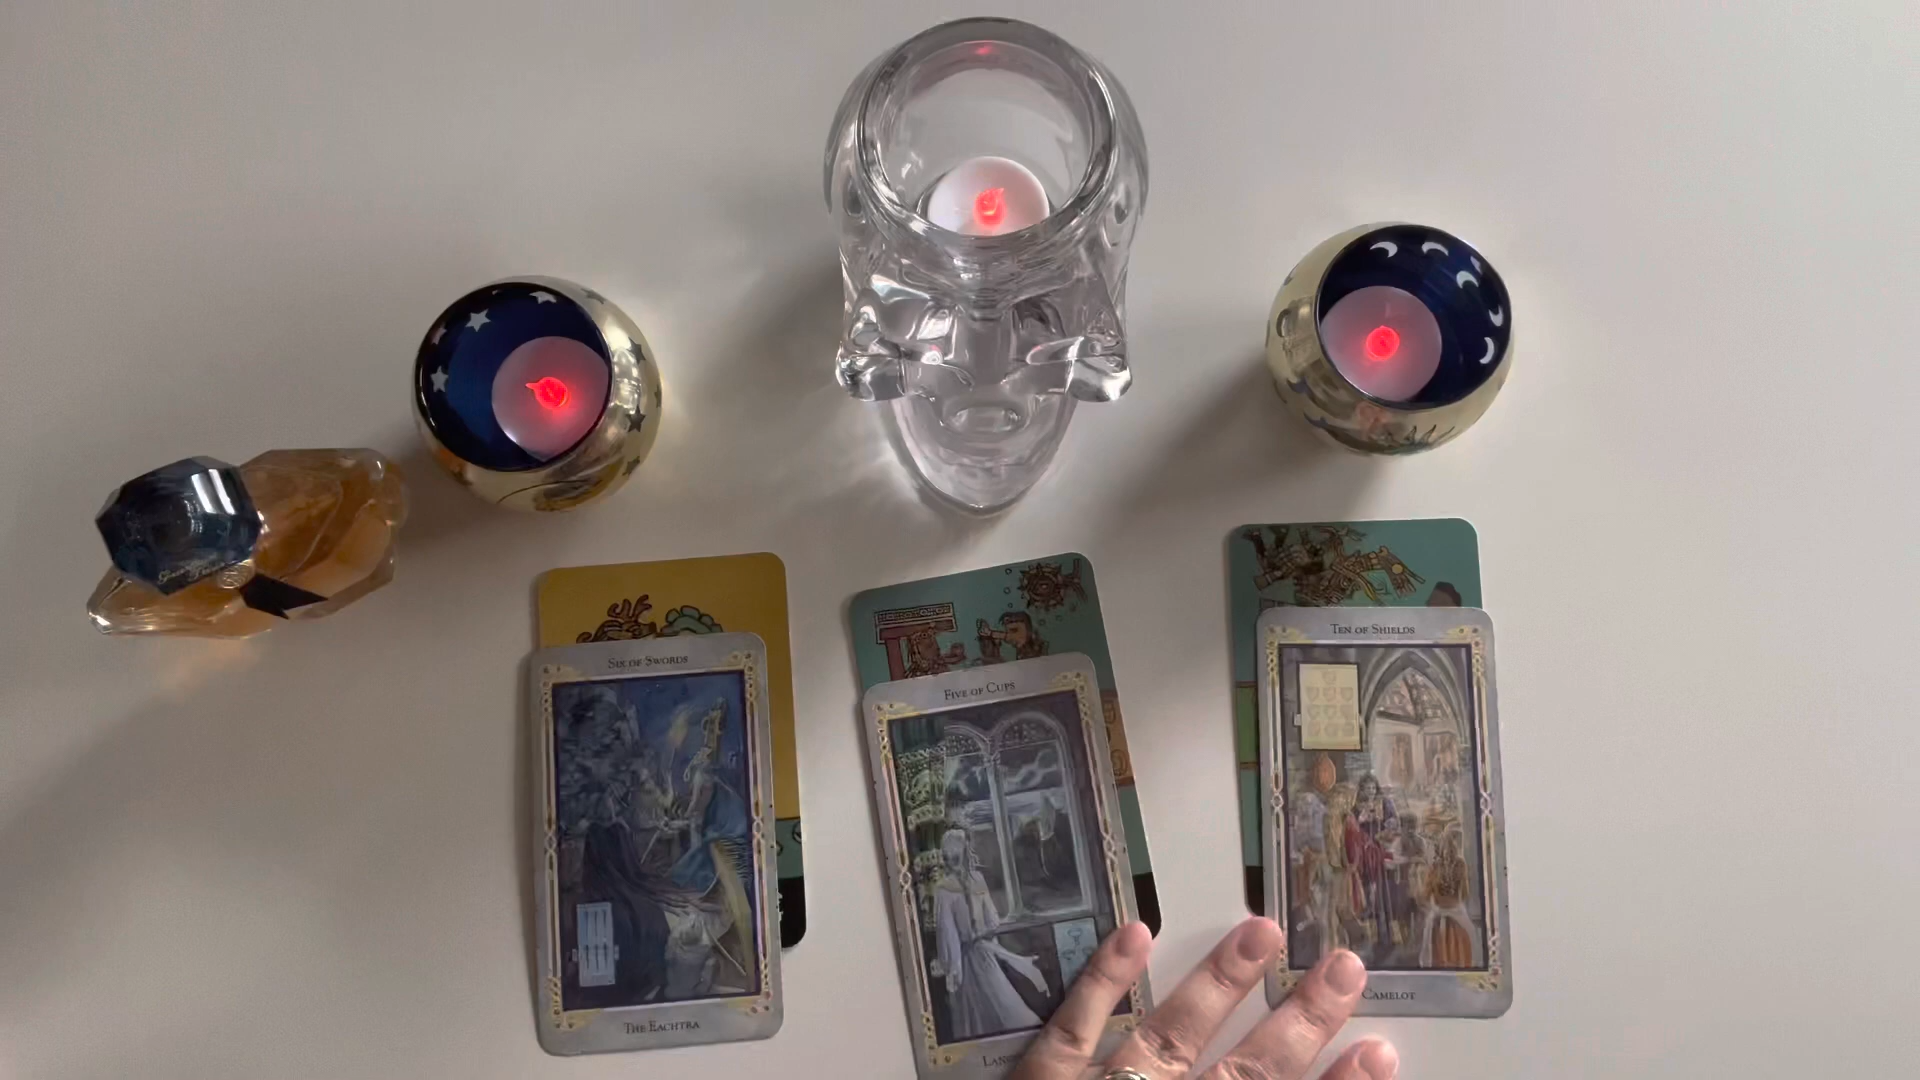 SIX OF SWORDS
THE EACHTRA
FIVE OF CUPS
TEN OF SHIELDS
CAMELOT